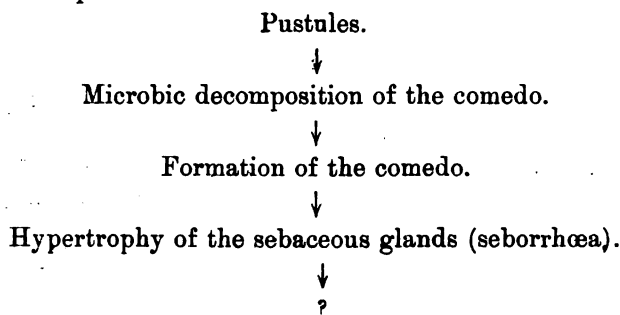 Pustules.
↓
Microbic decomposition of the comedo.
↓
Formation of the comedo.
↓
Hypertrophy of the sebaceous glands (seborrhœa).
↓
?